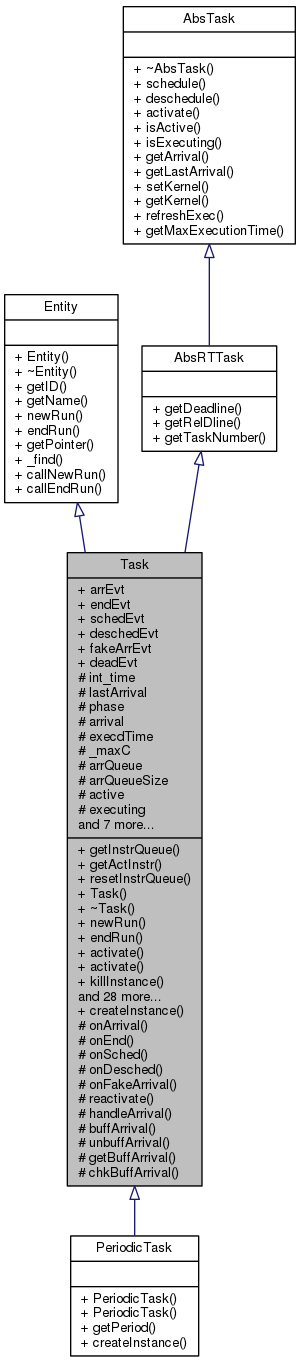 AbsTask
+ ~AbsTask()
+ schedule()
+ deschedule()
+ activate()
+ isActive()
+ isExecuting()
+ getArrival()
+ getLastArrival()
+ setKernel()
+ getKernel()
+ refreshExec()
+ getMaxExecutionTime()
Entity
+ Entity()
+ ~Entity()
+ getID()
+ getName()
+ newRun()
+ endRun()
+ getPointer()
+ _find()
+ callNewRun()
+ callEndRun()
AbsRTTask
+ getDeadline()
+ getRelDline()
+ getTaskNumber()
Task
+ arrEvt
+ endEvt
+ schedEvt
+ deschedEvt
+ fakeArrEvt
+ deadEvt
# int_time
# lastArrival
# phase
# arrival
# execdTime
# _maxC
# arrQueue
# arrQueueSize
# active
# executing
and 7 more...
+ getInstrQueue()
+ getActInstr()
+ resetInstrQueue()
+ Task()
+ ~Task()
+ newRun()
+ endRun()
+ activate()
+ activate()
+ killInstance()
and 28 more...
+ createInstance()
# onArrival()
# onEnd()
# onSched()
# onDesched()
# onFakeArrival()
# reactivate()
# handleArrival()
# buffArrival()
# unbuffArrival()
# getBuffArrival()
# chkBuffArrival()
PeriodicTask
+ PeriodicTask()
+ PeriodicTask()
+ getPeriod()
+ createInstance()